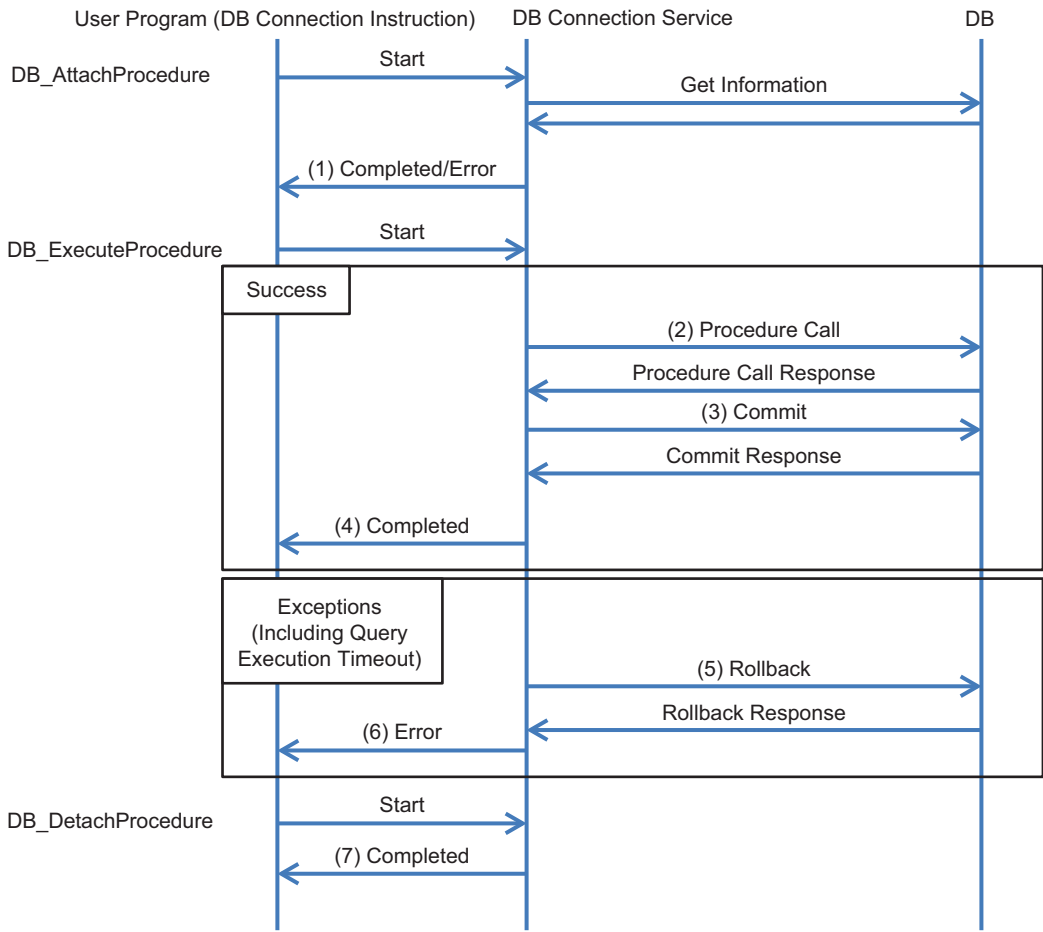 User Program (DB Connection Instruction)
DB Connection Service
DB
DB_AttachProcedure
Start
Get Information
(1) Completed/Error
DB_ExecuteProcedure
Start
Success
(2) Procedure Call
Procedure Call Response
(3) Commit
Commit Response
(4) Completed
Exceptions
(Including Query
Execution Timeout)
(5) Rollback
Rollback Response
(6) Error
DB_DetachProcedure
Start
(7) Completed